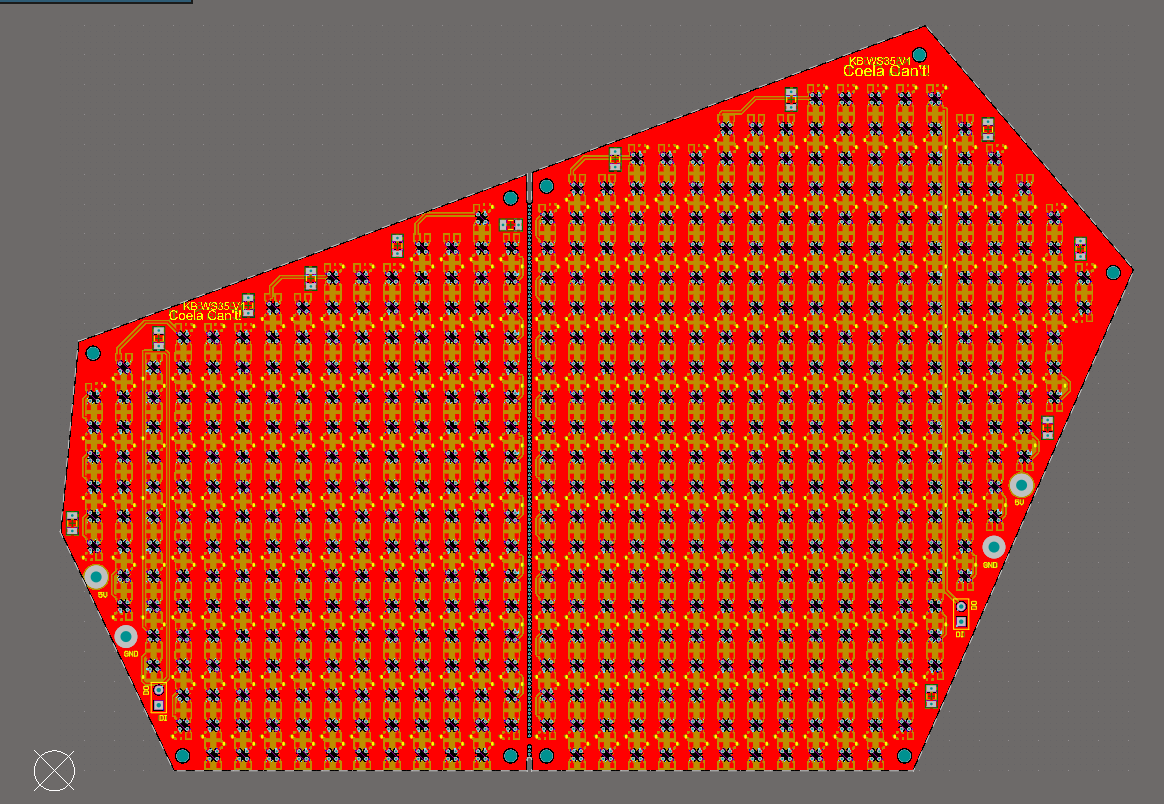 KB WS35 V1
Coela Can't!
KB WS35 V1
Coela Can't!
5V
GND
5V
GND
DO
DI
DO
DI